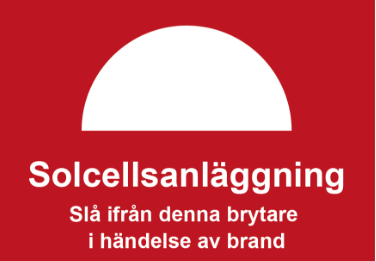 Solcellsanläggning
Slå ifrån denna brytare
i händelse av brand